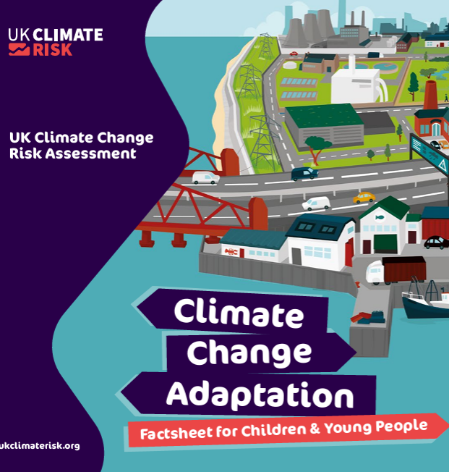 UK CLIMATE
RISK
UK Climate Change
Risk Assessment
Climate
Change
Adaptation
Factsheet for Children & Young People
ukclimaterisk.org